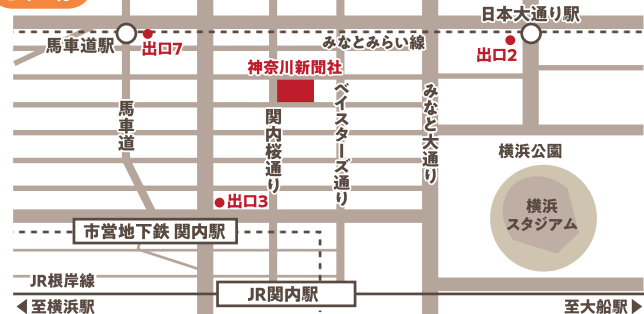 日本大通り駅
馬車道駅
出口7
みなとみらい線
出口2
神奈川新聞社
馬車道
関内桜通り
ベイスターズ通り
みなと大通り
横浜公園
横浜
スタジアム
出口3
市営地下鉄 関内駅
JR根岸線
JR関内駅
至横浜駅
至大船駅